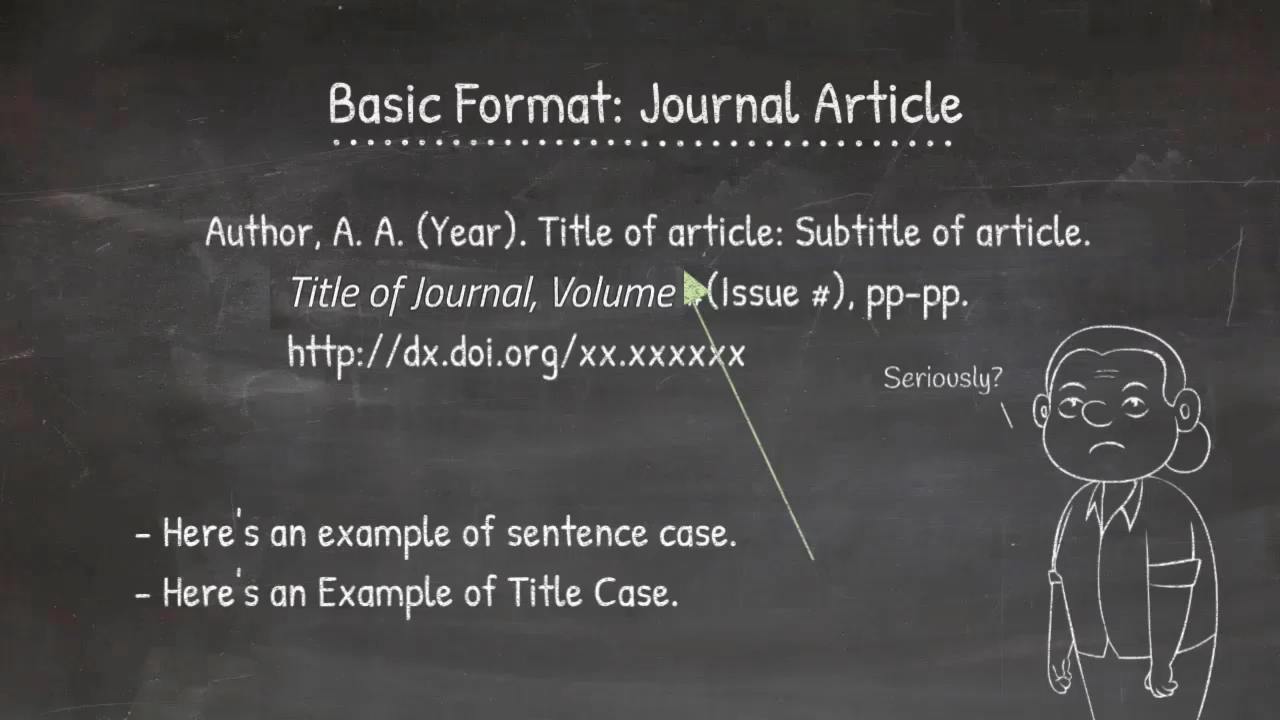 Basic Format: Journal Article
Author, A. A. (Year). Title of article: Subtitle of article.
Title of Journal, Volume (Issue #), pp-pp.
http://dx.doi.org/xx.xxxxxx
Seriously?
- Here's an example of sentence case.
- Here's an Example of Title Case.